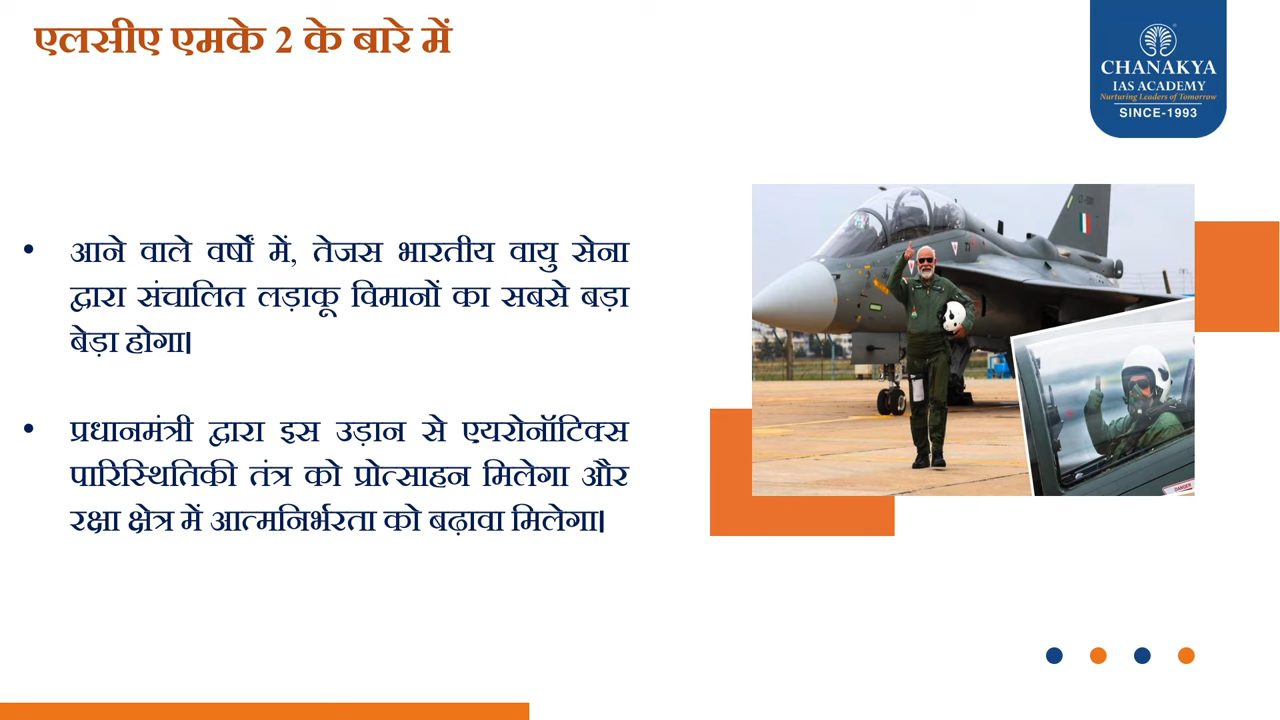 एलसीए एमके 2 के बारे में
CHANAKYA
IAS ACADEMY
Nurturing Leaders of Tomorrow
SINCE-1993
• आने वाले वर्षों में, तेजस भारतीय वायु सेना
द्वारा संचालित लड़ाकू विमानों का सबसे बड़ा
बेड़ा होगा।
• प्रधानमंत्री द्वारा इस उड़ान से एयरोनॉटिक्स
पारिस्थितिकी तंत्र को प्रोत्साहन मिलेगा और
रक्षा क्षेत्र में आत्मनिर्भरता को बढ़ावा मिलेगा।
DANGER